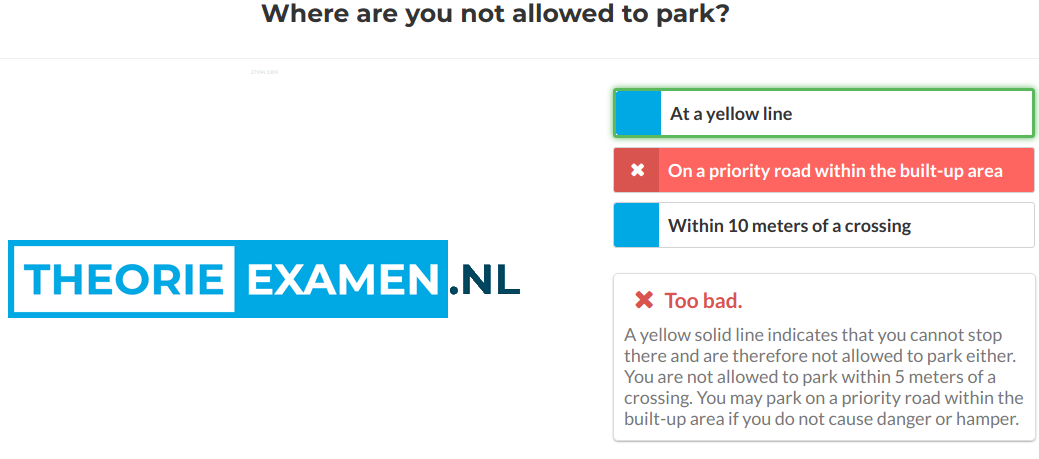 Where are you not allowed to park?
At a yellow line
On a priority road within the built-up area
Within 10 meters of a crossing
THEORIE EXAMEN.NL
Too bad.
A yellow solid line indicates that you cannot stop
there and are therefore not allowed to park either.
You are not allowed to park within 5 meters of a
crossing. You may park on a priority road within the
built-up area if you do not cause danger or hamper.